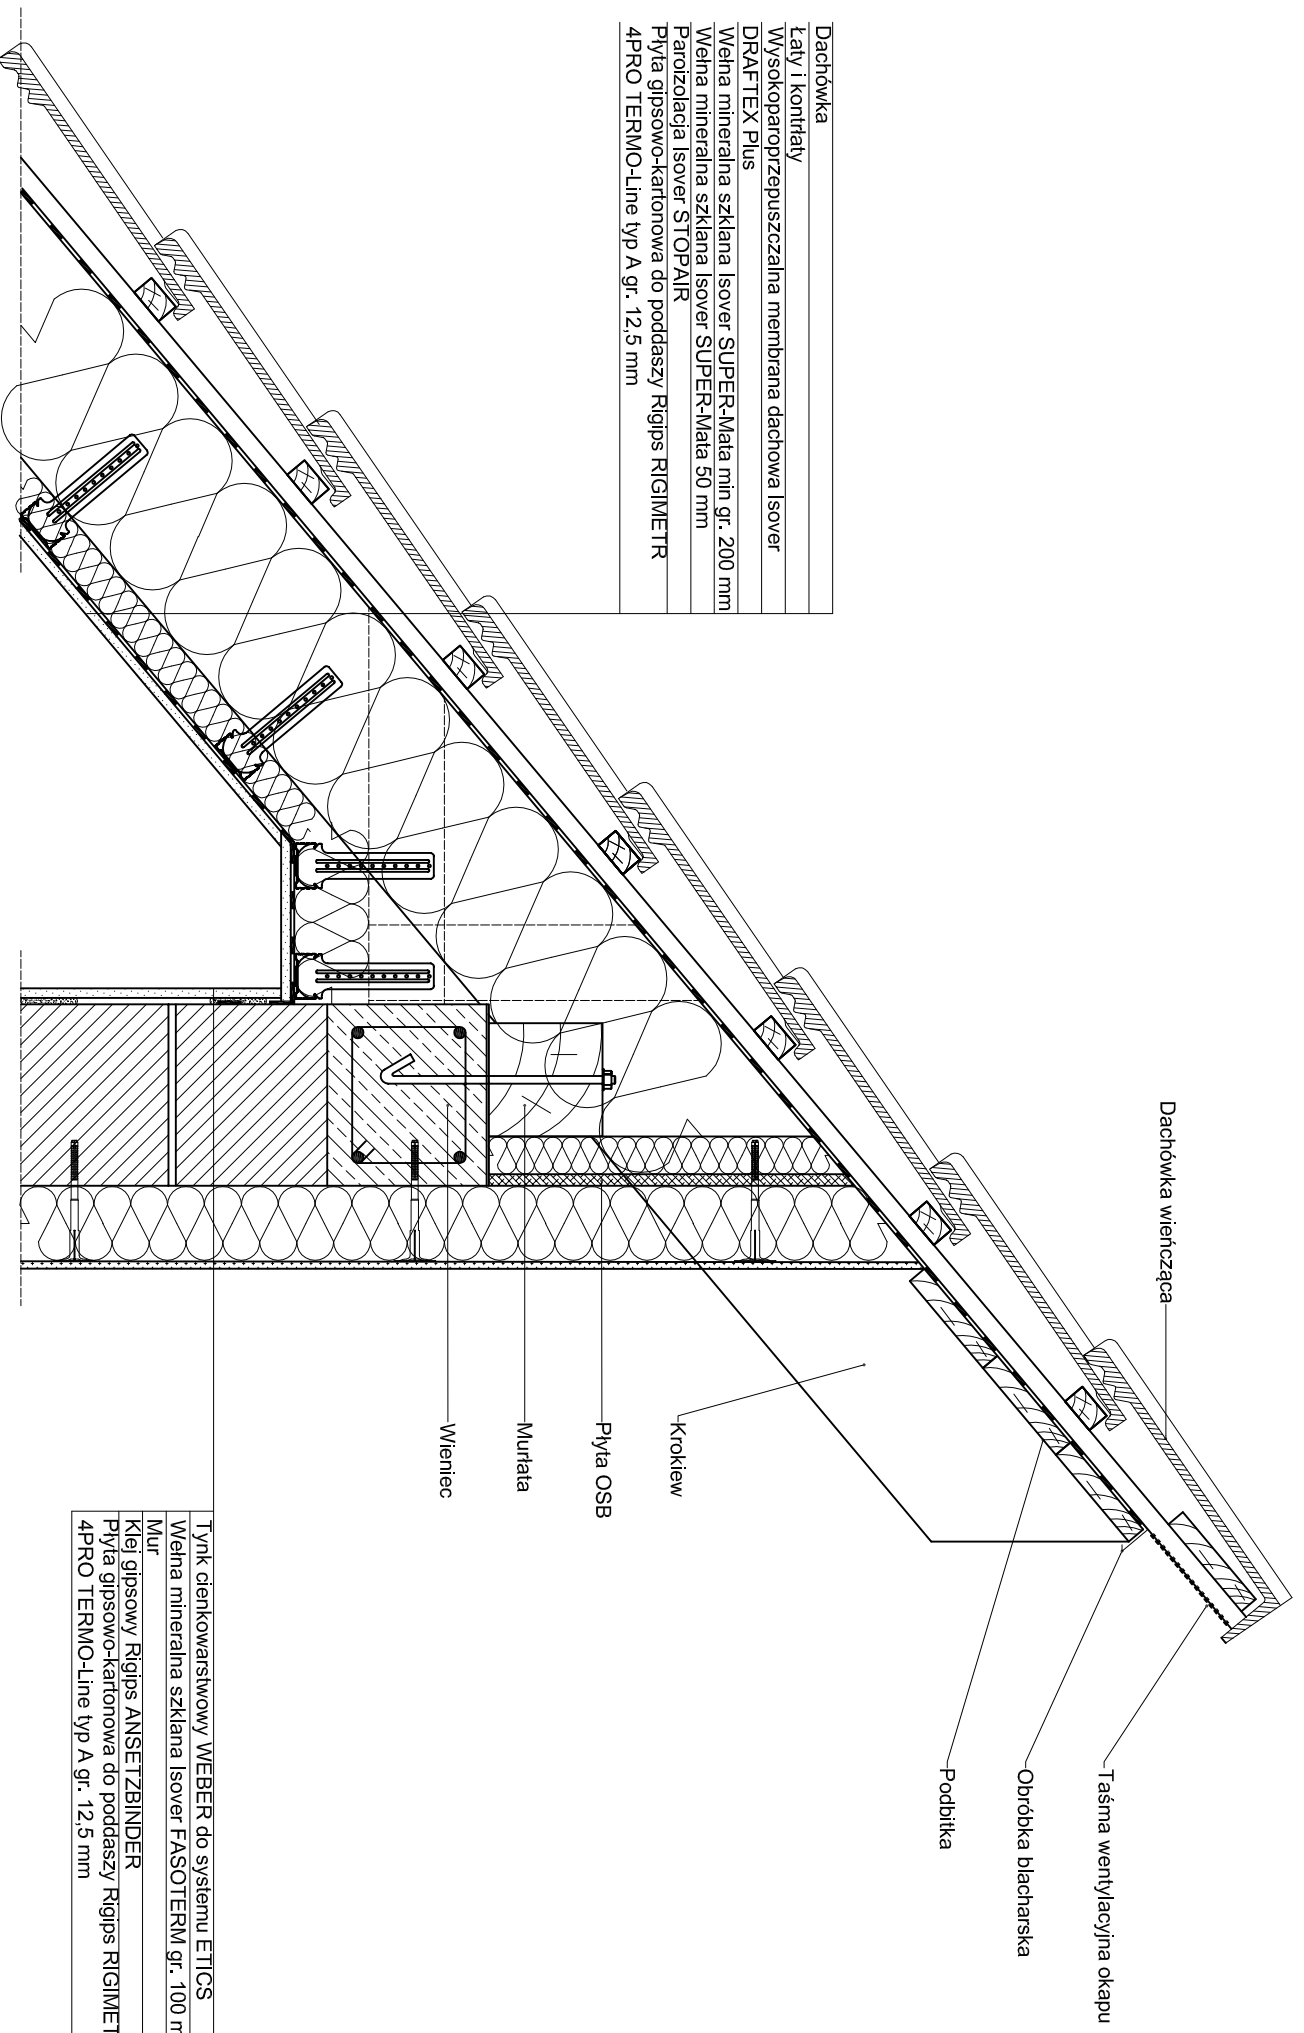 Dachówka
Łaty i kontrłaty
Wysokoparoprzepuszczalna membrana dachowa Isover
DRAFTEX Plus
Wełna mineralna szklana Isover SUPER-Mata min gr. 200 mm
Wełna mineralna szklana Isover SUPER-Mata 50 mm
Paroizolacja Isover STOPAIR
Płyta gipsowo-kartonowa do poddaszy Rigips RIGIMETR
4PRO TERMO-Line typ A gr. 12,5 mm
Dachówka wieńcząca
Taśma wentylacyjna okapu
Obróbka blacharska
Podbitka
Krokiew
Płyta OSB
Murłata
Wieniec
Tynk cienkowarstwowy WEBER do systemu ETICS
Wełna mineralna szklana Isover FASOTERM gr. 100 m
Mur
Klej gipsowy Rigips ANSETZBINDER
Płyta gipsowo-kartonowa do poddaszy Rigips RIGIMET
4PRO TERMO-Line typ A gr. 12,5 mm